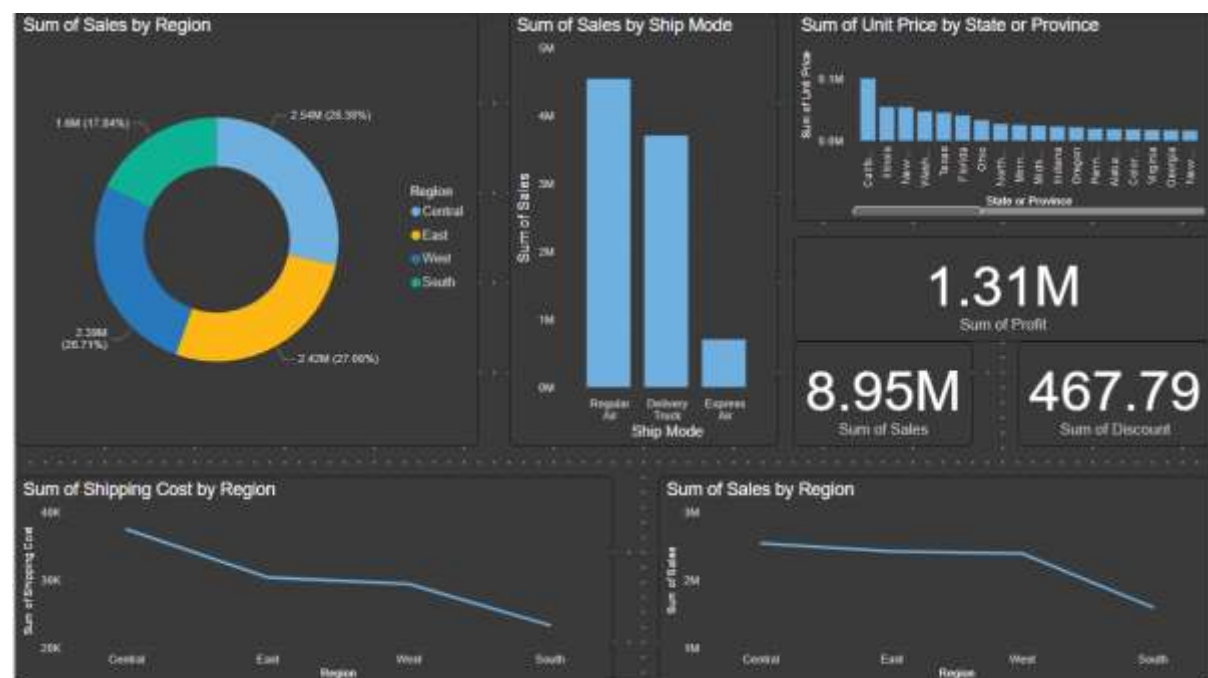 Sum of Sales by Region
1.6M (17.84%)
2.54M (28.38%)
2.39M
(26.71%)
2.42M (27.06%)
Region
Central
East
West
South
Sum of Sales by Ship Mode
Sum of Sales
5M
4M
3M
2M
1M
0M
Regular
Air
Delivery
Truck
Express
Air
Ship Mode
Sum of Unit Price by State or Province
Sum of Unit Price
0.1M
0.0M
Illinois
New
Texas
Florida
Ohio
North.
Indiana
Oregon
Virginia
Georgia
New
State or Province
1.31M
Sum of Profit
8.95M
Sum of Sales
467.79
Sum of Discount
Sum of Shipping Cost by Region
Sum of Shipping Cost
40K
30K
20K
Central
East
West
South
Region
Sum of Sales by Region
Sum of Sales
3M
2M
1M
Central
East
West
South
Region